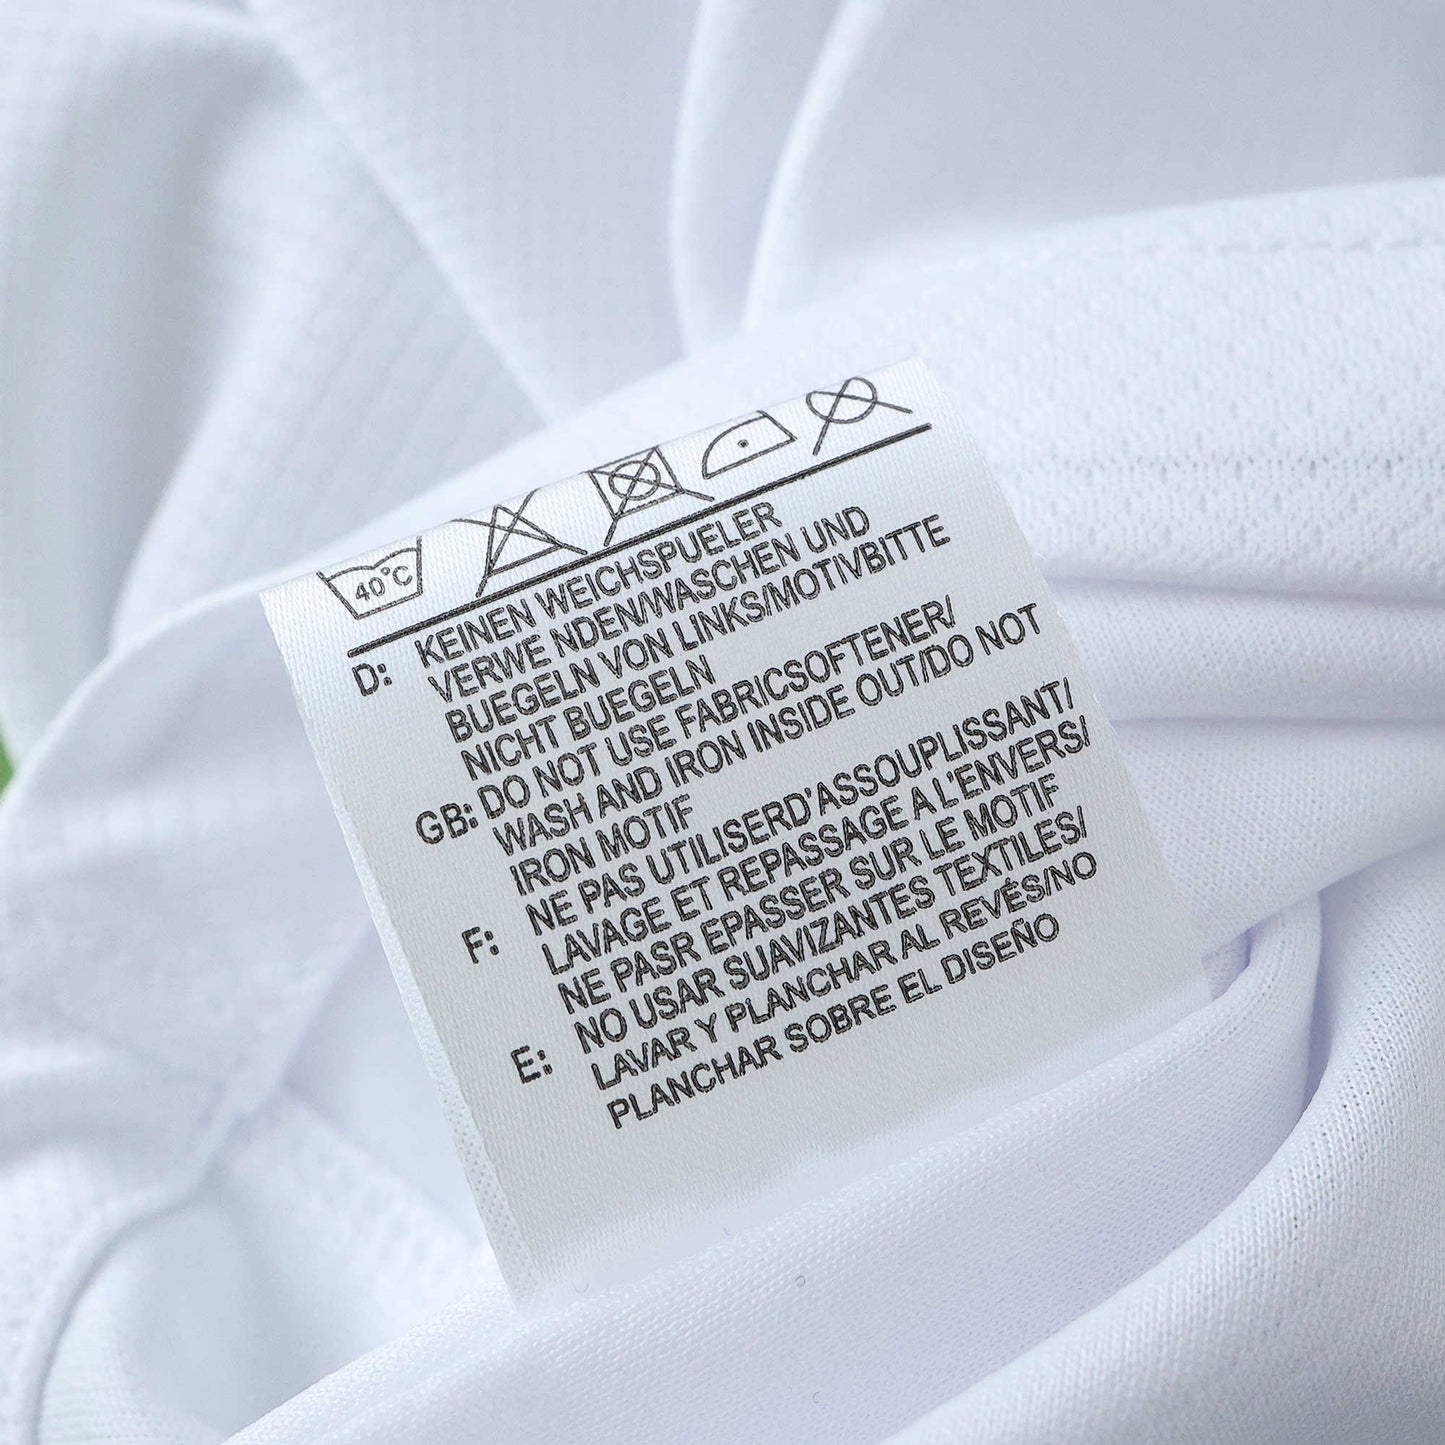 40°C
D: KEINEN WEICHSPUELER
VERWE NDEN/WASCHEN UND
BUEGELN VON LINKS/MOTIVBITTE
NICHT BUEGELN
GB: DO NOT USE FABRICSOFTENER/
WASH AND IRON INSIDE OUT/DO NOT
IRON MOTIF
F: NE PAS UTILISERD'ASSOUPLISSANT/
LAVAGE ET REPASSAGE A L'ENVERS/
NE PASR EPASSER SUR LE MOTIF
E: NO USAR SUAVIZANTES TEXTILES/
LAVAR Y PLANCHAR AL REVÉS/NO
PLANCHAR SOBRE EL DISEÑO